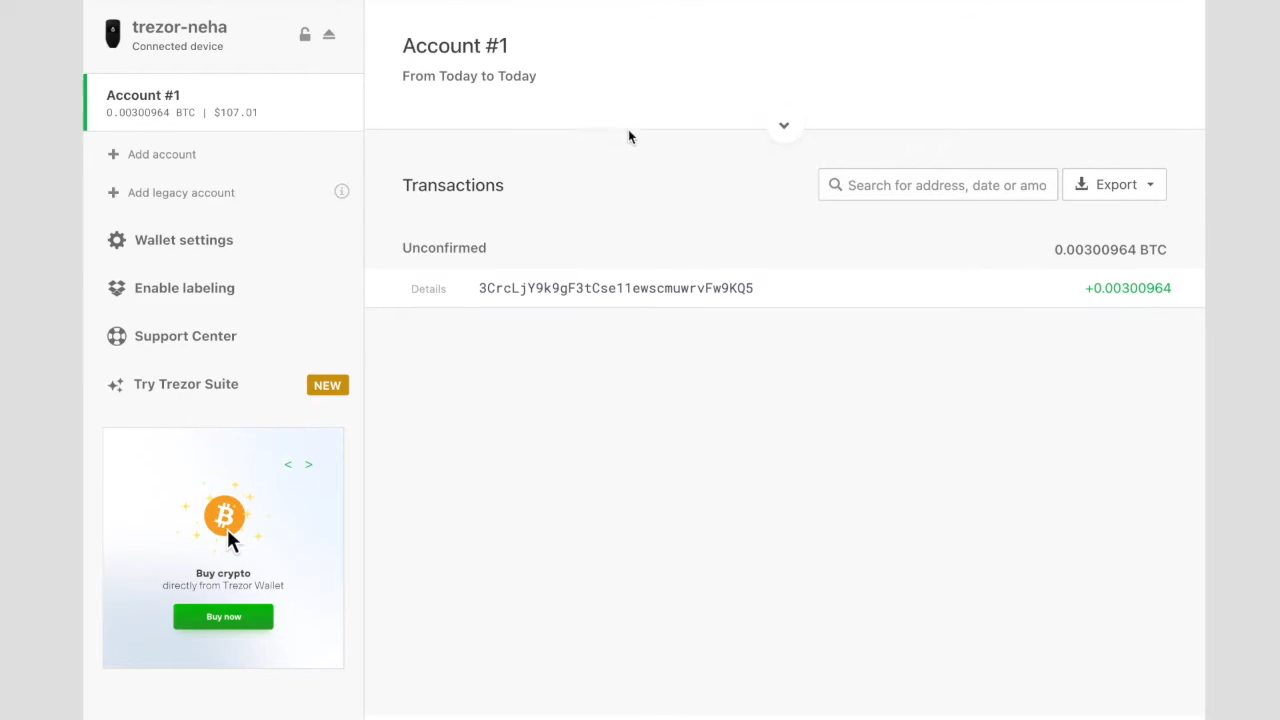 trezor-neha
Connected device
Account #1
0.00300964 BTC | $107.01
Add account
Add legacy account
Wallet settings
Enable labeling
Support Center
Try Trezor Suite NEW
< >
Buy crypto
directly from Trezor Wallet
Buy now
Account #1
From Today to Today
Transactions
Search for address, date or amo
Export
Unconfirmed 0.00300964 BTC
Details 3CrcLjY9k9gF3tCse11ewscmuwrvFw9KQ5 +0.00300964